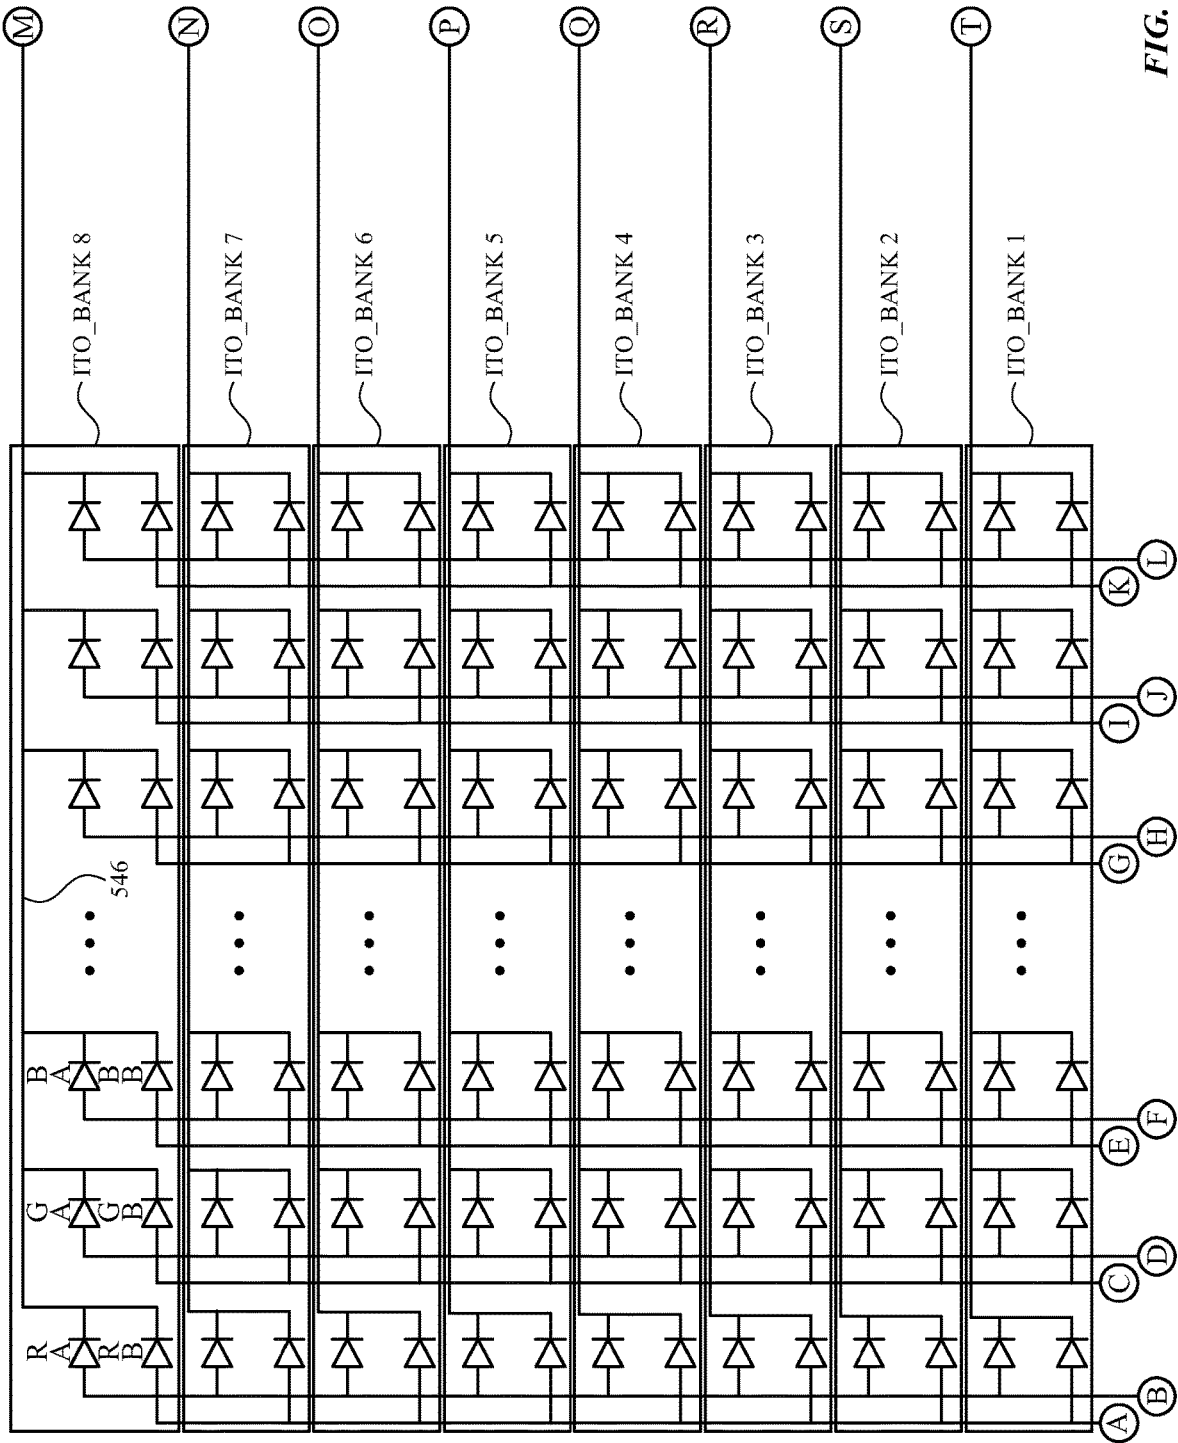 M
N
O
P
Q
R
S
T
FIG.
ITO_BANK 8
ITO_BANK 7
ITO_BANK 6
ITO_BANK 5
ITO_BANK 4
ITO_BANK 3
ITO_BANK 2
ITO_BANK 1
546
B
A
B
B
G
A
G
B
R
A
R
B
L
K
J
I
H
G
F
E
D
C
B
A